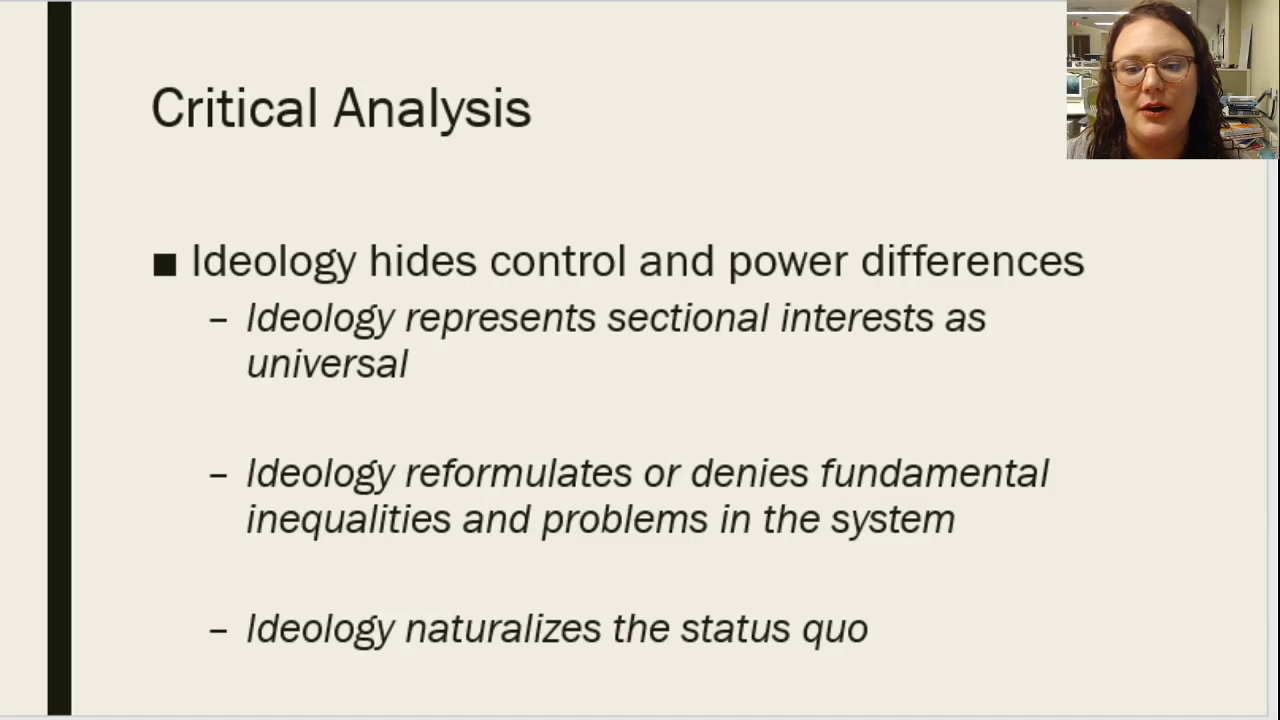 Critical Analysis
■ Ideology hides control and power differences
– Ideology represents sectional interests as
universal
– Ideology reformulates or denies fundamental
inequalities and problems in the system
– Ideology naturalizes the status quo